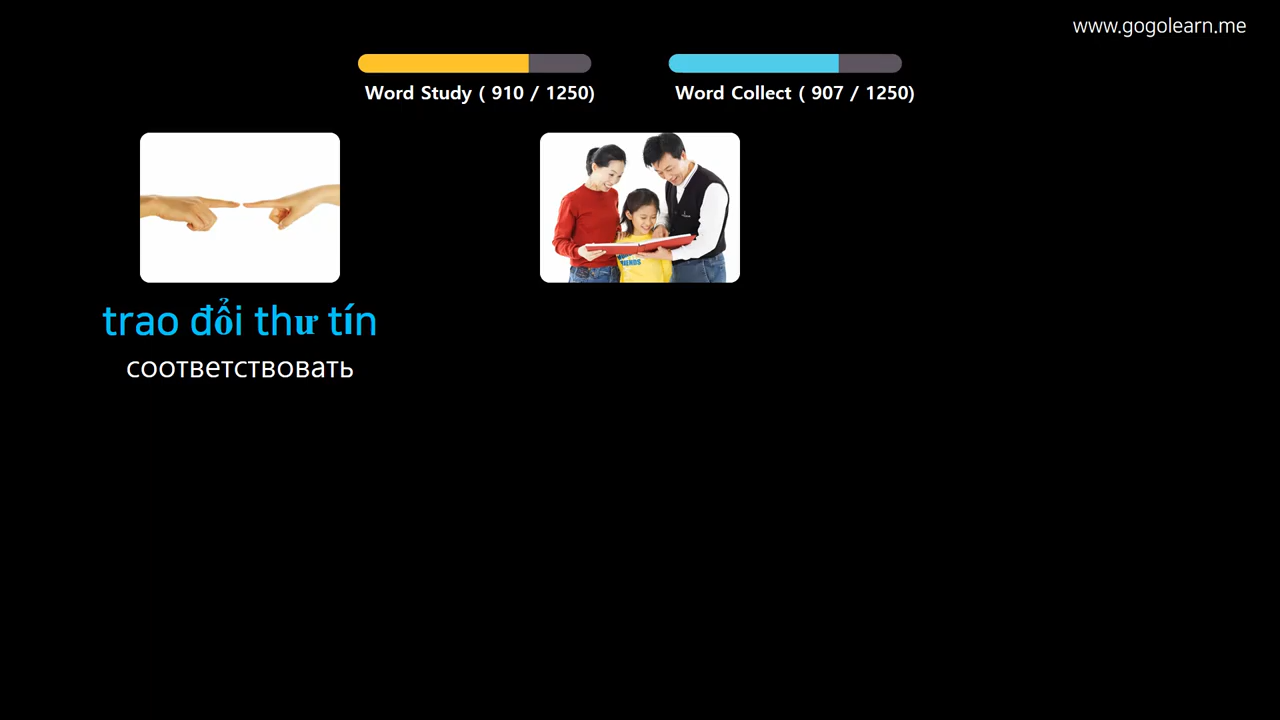 www.gogolearn.me
Word Study ( 910 / 1250)
Word Collect ( 907 / 1250)
trao đổi thư tín
соответствовать